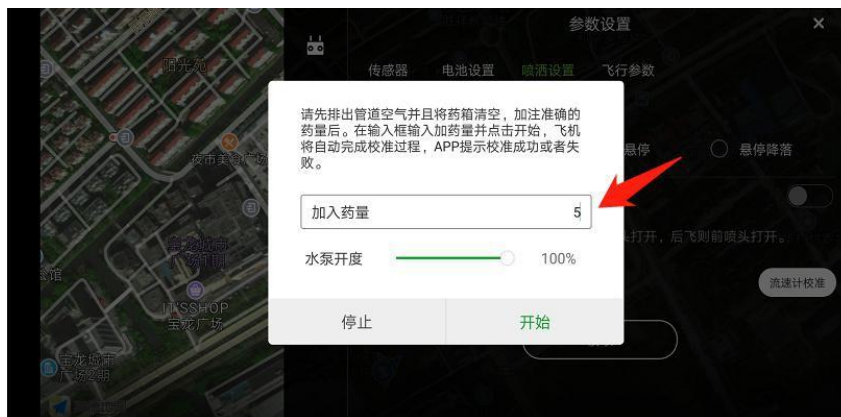 参数设置
×
传感器
电池设置
喷洒设置
飞行参数
请先排出管道空气并且将药箱清空，加注准确的
药量后。在输入框输入加药量并点击开始，飞机
将自动完成校准过程，APP提示校准成功或者失
败。
加入药量
5
水泵开度
100%
停止
开始
悬停
悬停降落
头打开，后飞则前喷头打开。
流速计校准
阳光苑
夜市美食广场
IT'SSHOP
宝龙广场
宝龙城市
广场2期